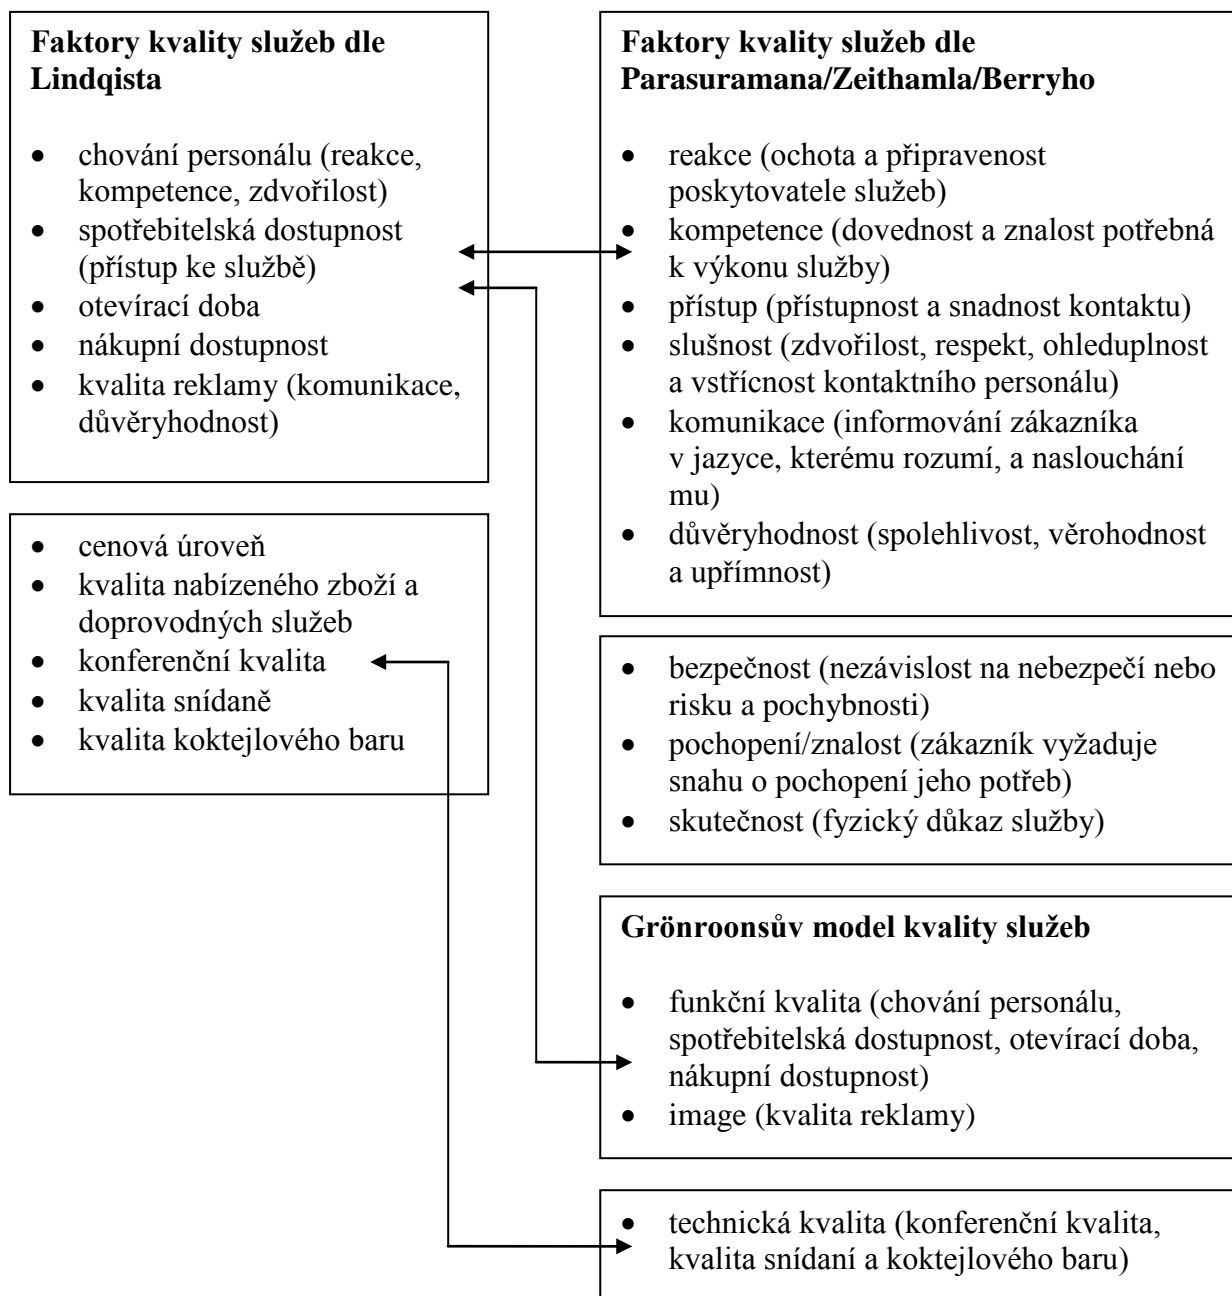 Faktory kvality služeb dle
Lindqista
• chování personálu (reakce,
kompetence, zdvořilost)
• spotřebitelská dostupnost
(přístup ke službě)
• otevírací doba
• nákupní dostupnost
• kvalita reklamy (komunikace,
důvěryhodnost)
• cenová úroveň
• kvalita nabízeného zboží a
doprovodných služeb
• konferenční kvalita
• kvalita snídaně
• kvalita koktejlového baru
Faktory kvality služeb dle
Parasuramana/Zeithamla/Berryho
• reakce (ochota a připravenost
poskytovatele služeb)
• kompetence (dovednost a znalost potřebná
k výkonu služby)
• přístup (přístupnost a snadnost kontaktu)
• slušnost (zdvořilost, respekt, ohleduplnost
a vstřícnost kontaktního personálu)
• komunikace (informování zákazníka
v jazyce, kterému rozumí, a naslouchání
mu)
• důvěryhodnost (spolehlivost, věrohodnost
a upřímnost)
• bezpečnost (nezávislost na nebezpečí nebo
risku a pochybnosti)
• pochopení/znalost (zákazník vyžaduje
snahu o pochopení jeho potřeb)
• skutečnost (fyzický důkaz služby)
Grönroonsův model kvality služeb
• funkční kvalita (chování personálu,
spotřebitelská dostupnost, otevírací doba,
nákupní dostupnost)
• image (kvalita reklamy)
• technická kvalita (konferenční kvalita,
kvalita snídaní a koktejlového baru)